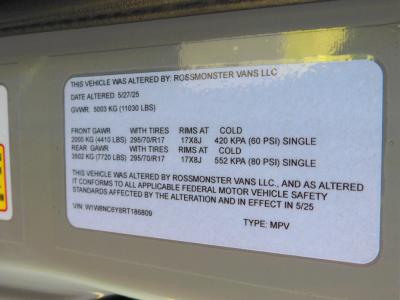 THIS VEHICLE WAS ALTERED BY: ROSSMONSTER VANS LLC
DATE ALTERED: 5/27/25
GVWR: 5003 KG (11030 LBS)
FRONT GAWR WITH TIRES RIMS AT COLD
2000 KG (4410 LBS) 295/70/R17 17X8J 420 KPA (60 PSI) SINGLE
REAR GAWR WITH TIRES RIMS AT COLD
3502 KG (7720 LBS) 295/70/R17 17X8J 552 KPA (80 PSI) SINGLE
THIS VEHICLE WAS ALTERED BY ROSSMONSTER VANS LLC., AND AS ALTERED
IT CONFORMS TO ALL APPLICABLE FEDERAL MOTOR VEHICLE SAFETY
STANDARDS AFFECTED BY THE ALTERATION AND IN EFFECT IN 5/25
V/N: W1W8NC6Y8RT186809
TYPE: MPV